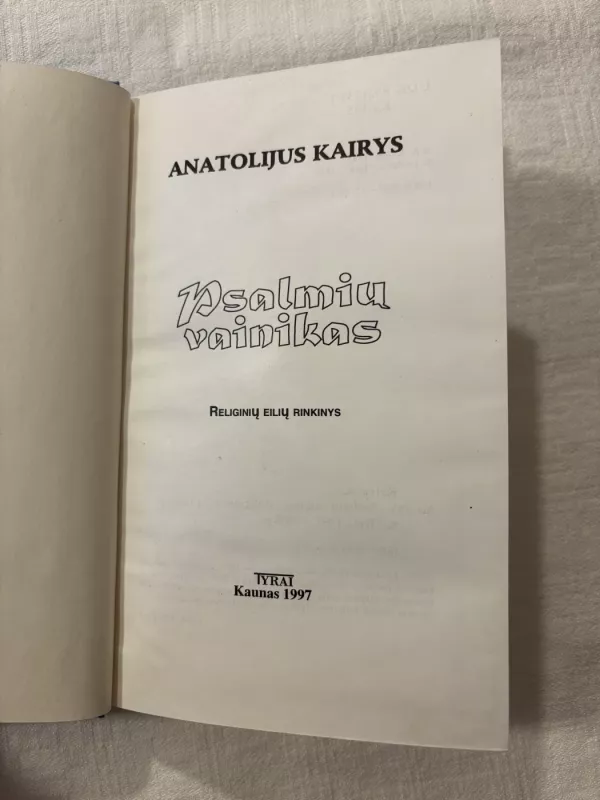 ANATOLIJUS KAIRYS
Psalmių
vainikas
RELIGINIŲ EILIŲ RINKINYS
TYRAI
Kaunas 1997